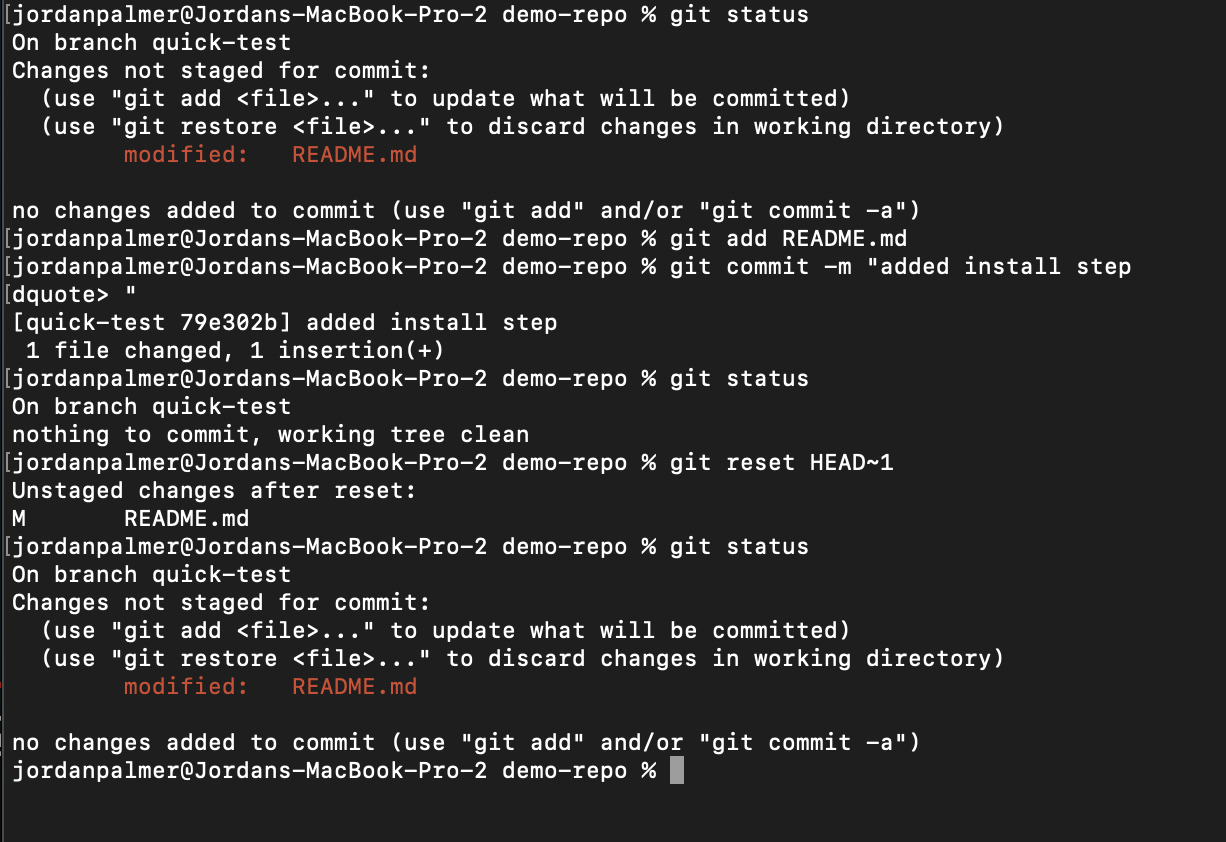 [jordanpalmer@Jordans-MacBook-Pro-2 demo-repo % git status
On branch quick-test
Changes not staged for commit:
  (use "git add <file>..." to update what will be committed)
  (use "git restore <file>..." to discard changes in working directory)
        modified:   README.md

no changes added to commit (use "git add" and/or "git commit -a")
[jordanpalmer@Jordans-MacBook-Pro-2 demo-repo % git add README.md
[jordanpalmer@Jordans-MacBook-Pro-2 demo-repo % git commit -m "added install step
[dquote> "
[quick-test 79e302b] added install step
 1 file changed, 1 insertion(+)
[jordanpalmer@Jordans-MacBook-Pro-2 demo-repo % git status
On branch quick-test
nothing to commit, working tree clean
[jordanpalmer@Jordans-MacBook-Pro-2 demo-repo % git reset HEAD~1
Unstaged changes after reset:
M       README.md
[jordanpalmer@Jordans-MacBook-Pro-2 demo-repo % git status
On branch quick-test
Changes not staged for commit:
  (use "git add <file>..." to update what will be committed)
  (use "git restore <file>..." to discard changes in working directory)
        modified:   README.md

no changes added to commit (use "git add" and/or "git commit -a")
jordanpalmer@Jordans-MacBook-Pro-2 demo-repo %